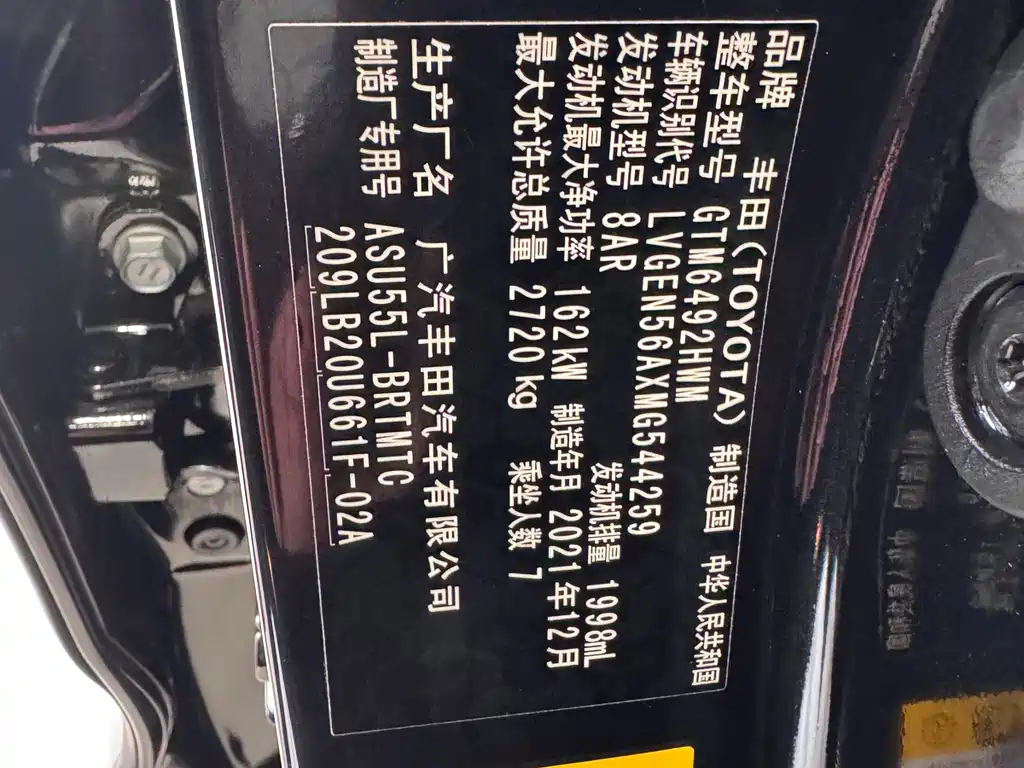 品牌 丰田(TOYOTA) 制造国 中华人民共和国
整车型号 GTM6492HWM
车辆识别代号 LVGEN56AXMG544259
发动机型号 8AR 发动机排量 1998mL
发动机最大净功率 162kW 制造年月 2021年12月
最大允许总质量 2720kg 乘坐人数 7
生产厂名 广汽丰田汽车有限公司
制造厂专用号 ASU55L-BRTMTC
209LB20U661F-02A